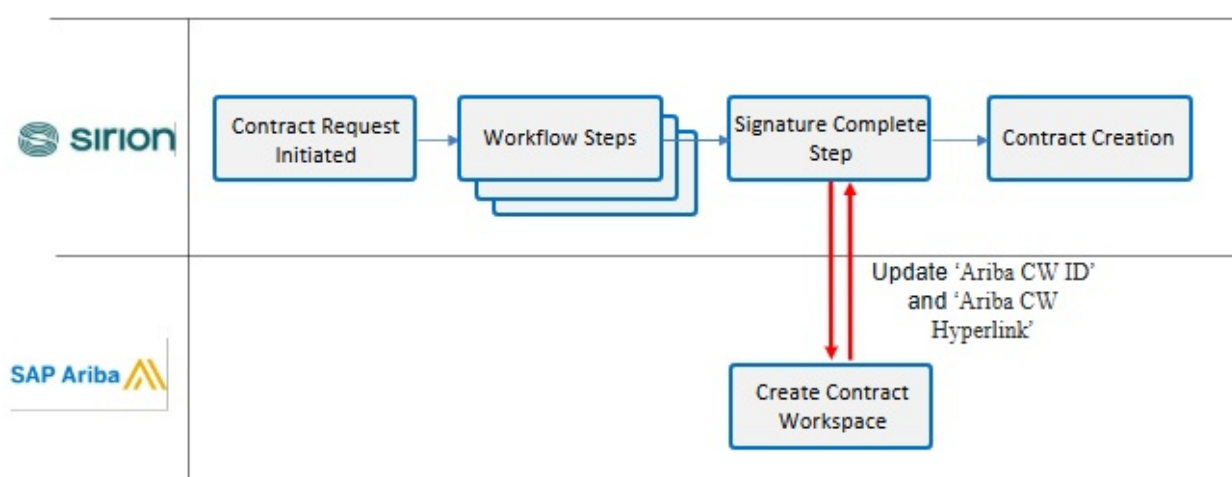 sirion
Contract Request
Initiated
Workflow Steps
Signature Complete
Step
Contract Creation
Update ‘Ariba CW ID’
and ‘Ariba CW
Hyperlink’
SAP Ariba
Create Contract
Workspace